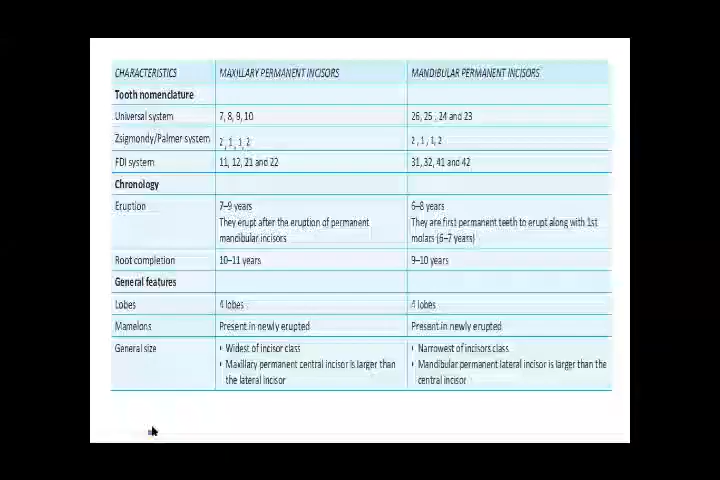 CHARACTERISTICS MAXILLARY PERMANENT INCISORS MANDIBULAR PERMANENT INCISORS
Tooth nomenclature
Universal system 7, 8, 9, 10 26, 25 , 24 and 23
Zsigmondy/Palmer system 2 , 1 , 1 , 2 2 , 1 , 1, 2
FDI system 11, 12, 21 and 22 31, 32, 41 and 42
Chronology
Eruption 7–9 years 6–8 years
They erupt after the eruption of permanent They are first permanent teeth to erupt along with 1st
mandibular incisors molars (6–7 years)
Root completion 10–11 years 9–10 years
General features
Lobes 4 lobes 4 lobes
Mamelons Present in newly erupted Present in newly erupted
General size • Widest of incisor class • Narrowest of incisors class
• Maxillary permanent central incisor is larger than • Mandibular permanent lateral incisor is larger than the
the lateral incisor central incisor